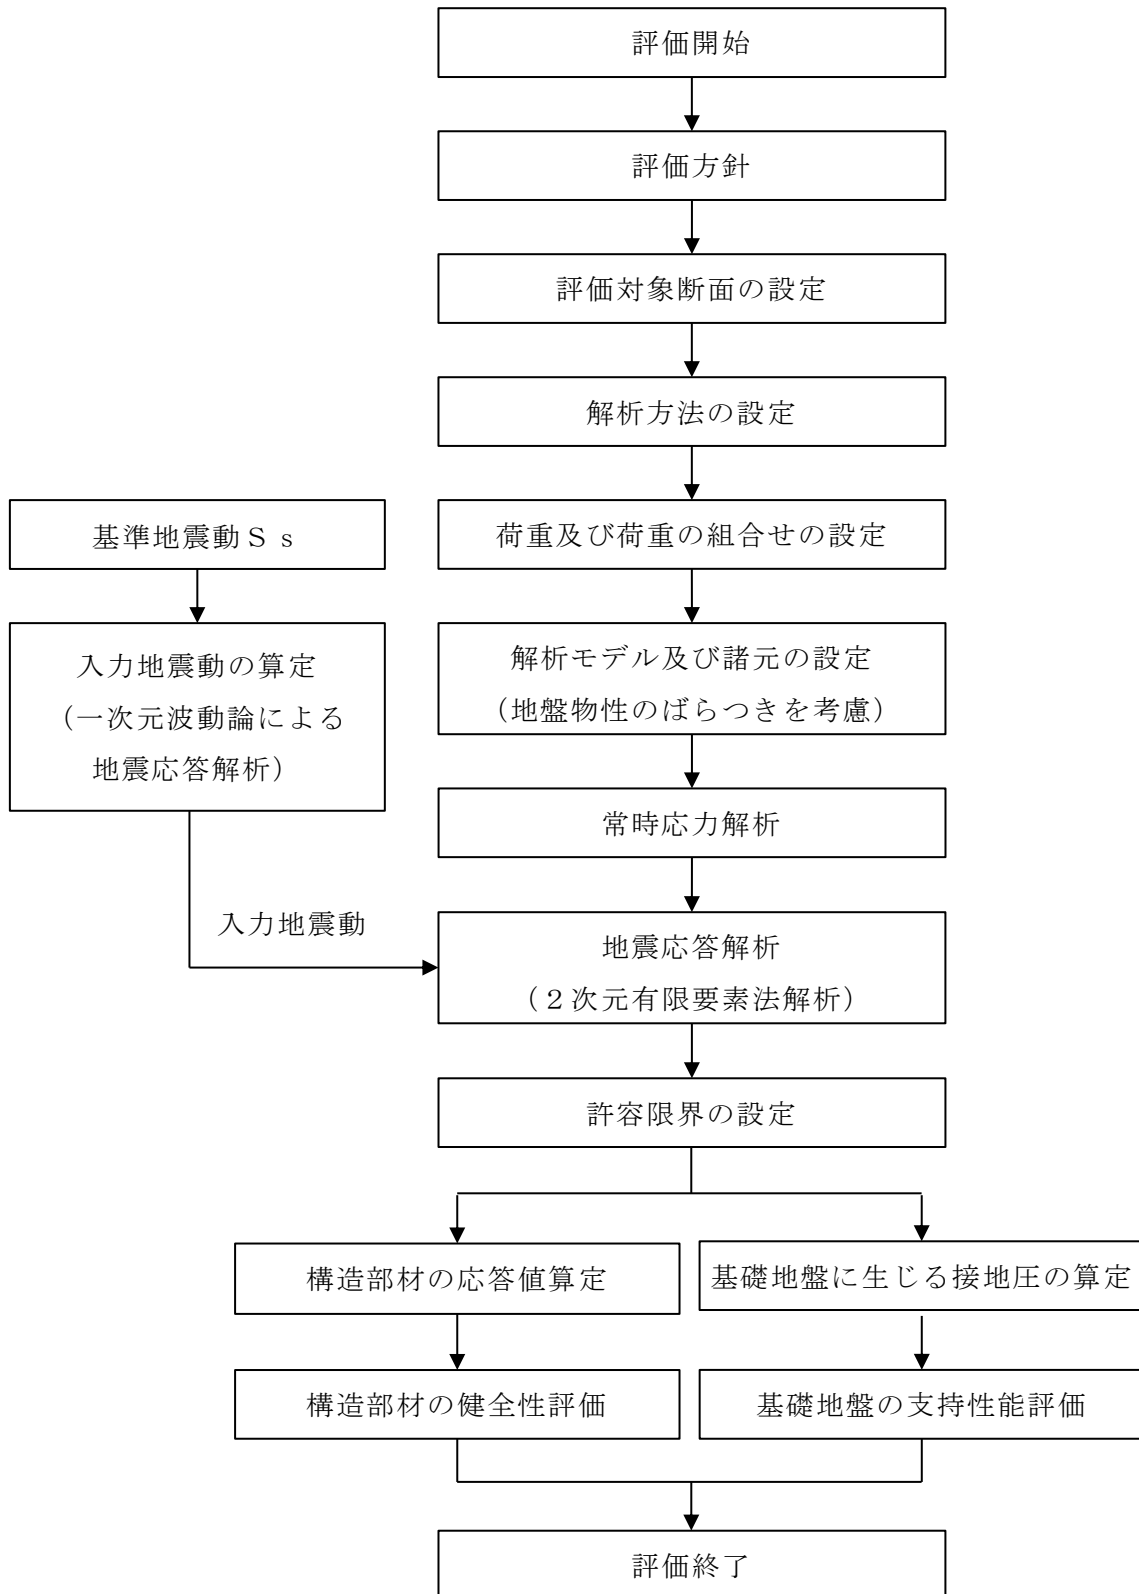 評価開始
評価方針
評価対象断面の設定
解析方法の設定
荷重及び荷重の組合せの設定
基準地震動Ｓｓ
解析モデル及び諸元の設定
（地盤物性のばらつきを考慮）
入力地震動の算定
（一次元波動論による
地震応答解析）
常時応力解析
入力地震動
地震応答解析
（２次元有限要素法解析）
許容限界の設定
構造部材の応答値算定
基礎地盤に生じる接地圧の算定
構造部材の健全性評価
基礎地盤の支持性能評価
評価終了